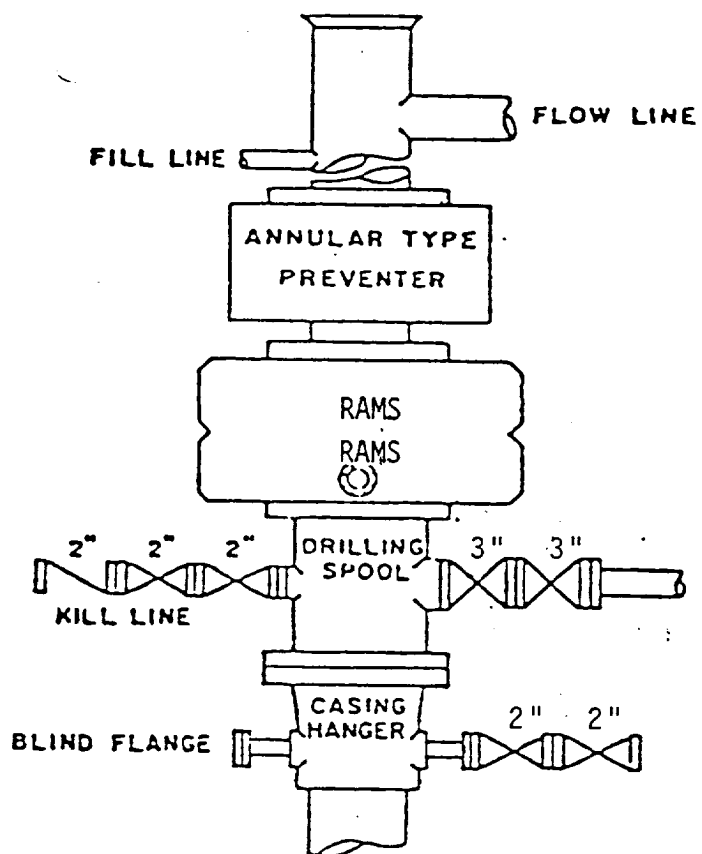 FLOW LINE
FILL LINE
ANNULAR TYPE
PREVENTER
RAMS
RAMS
2" 2" 2"
DRILLING
SPOOL
3" 3"
KILL LINE
CASING
HANGER
2" 2"
BLIND FLANGE